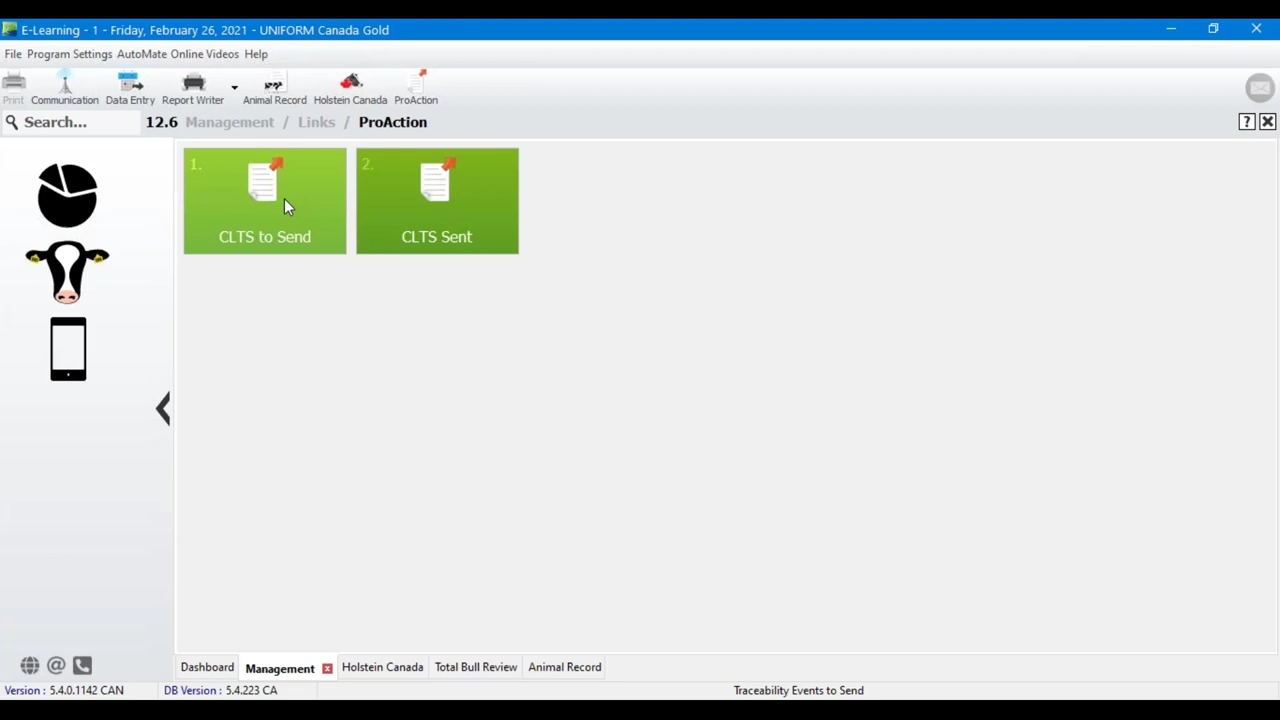 E-Learning - 1 - Friday, February 26, 2021 - UNIFORM Canada Gold
File Program Settings AutoMate Online Videos Help
Print Communication Data Entry Report Writer Animal Record Holstein Canada ProAction
Search... 12.6 Management / Links / ProAction ?
1. 2.
CLTS to Send CLTS Sent
Dashboard Management Holstein Canada Total Bull Review Animal Record
Version : 5.4.0.1142 CAN DB Version : 5.4.223 CA Traceability Events to Send